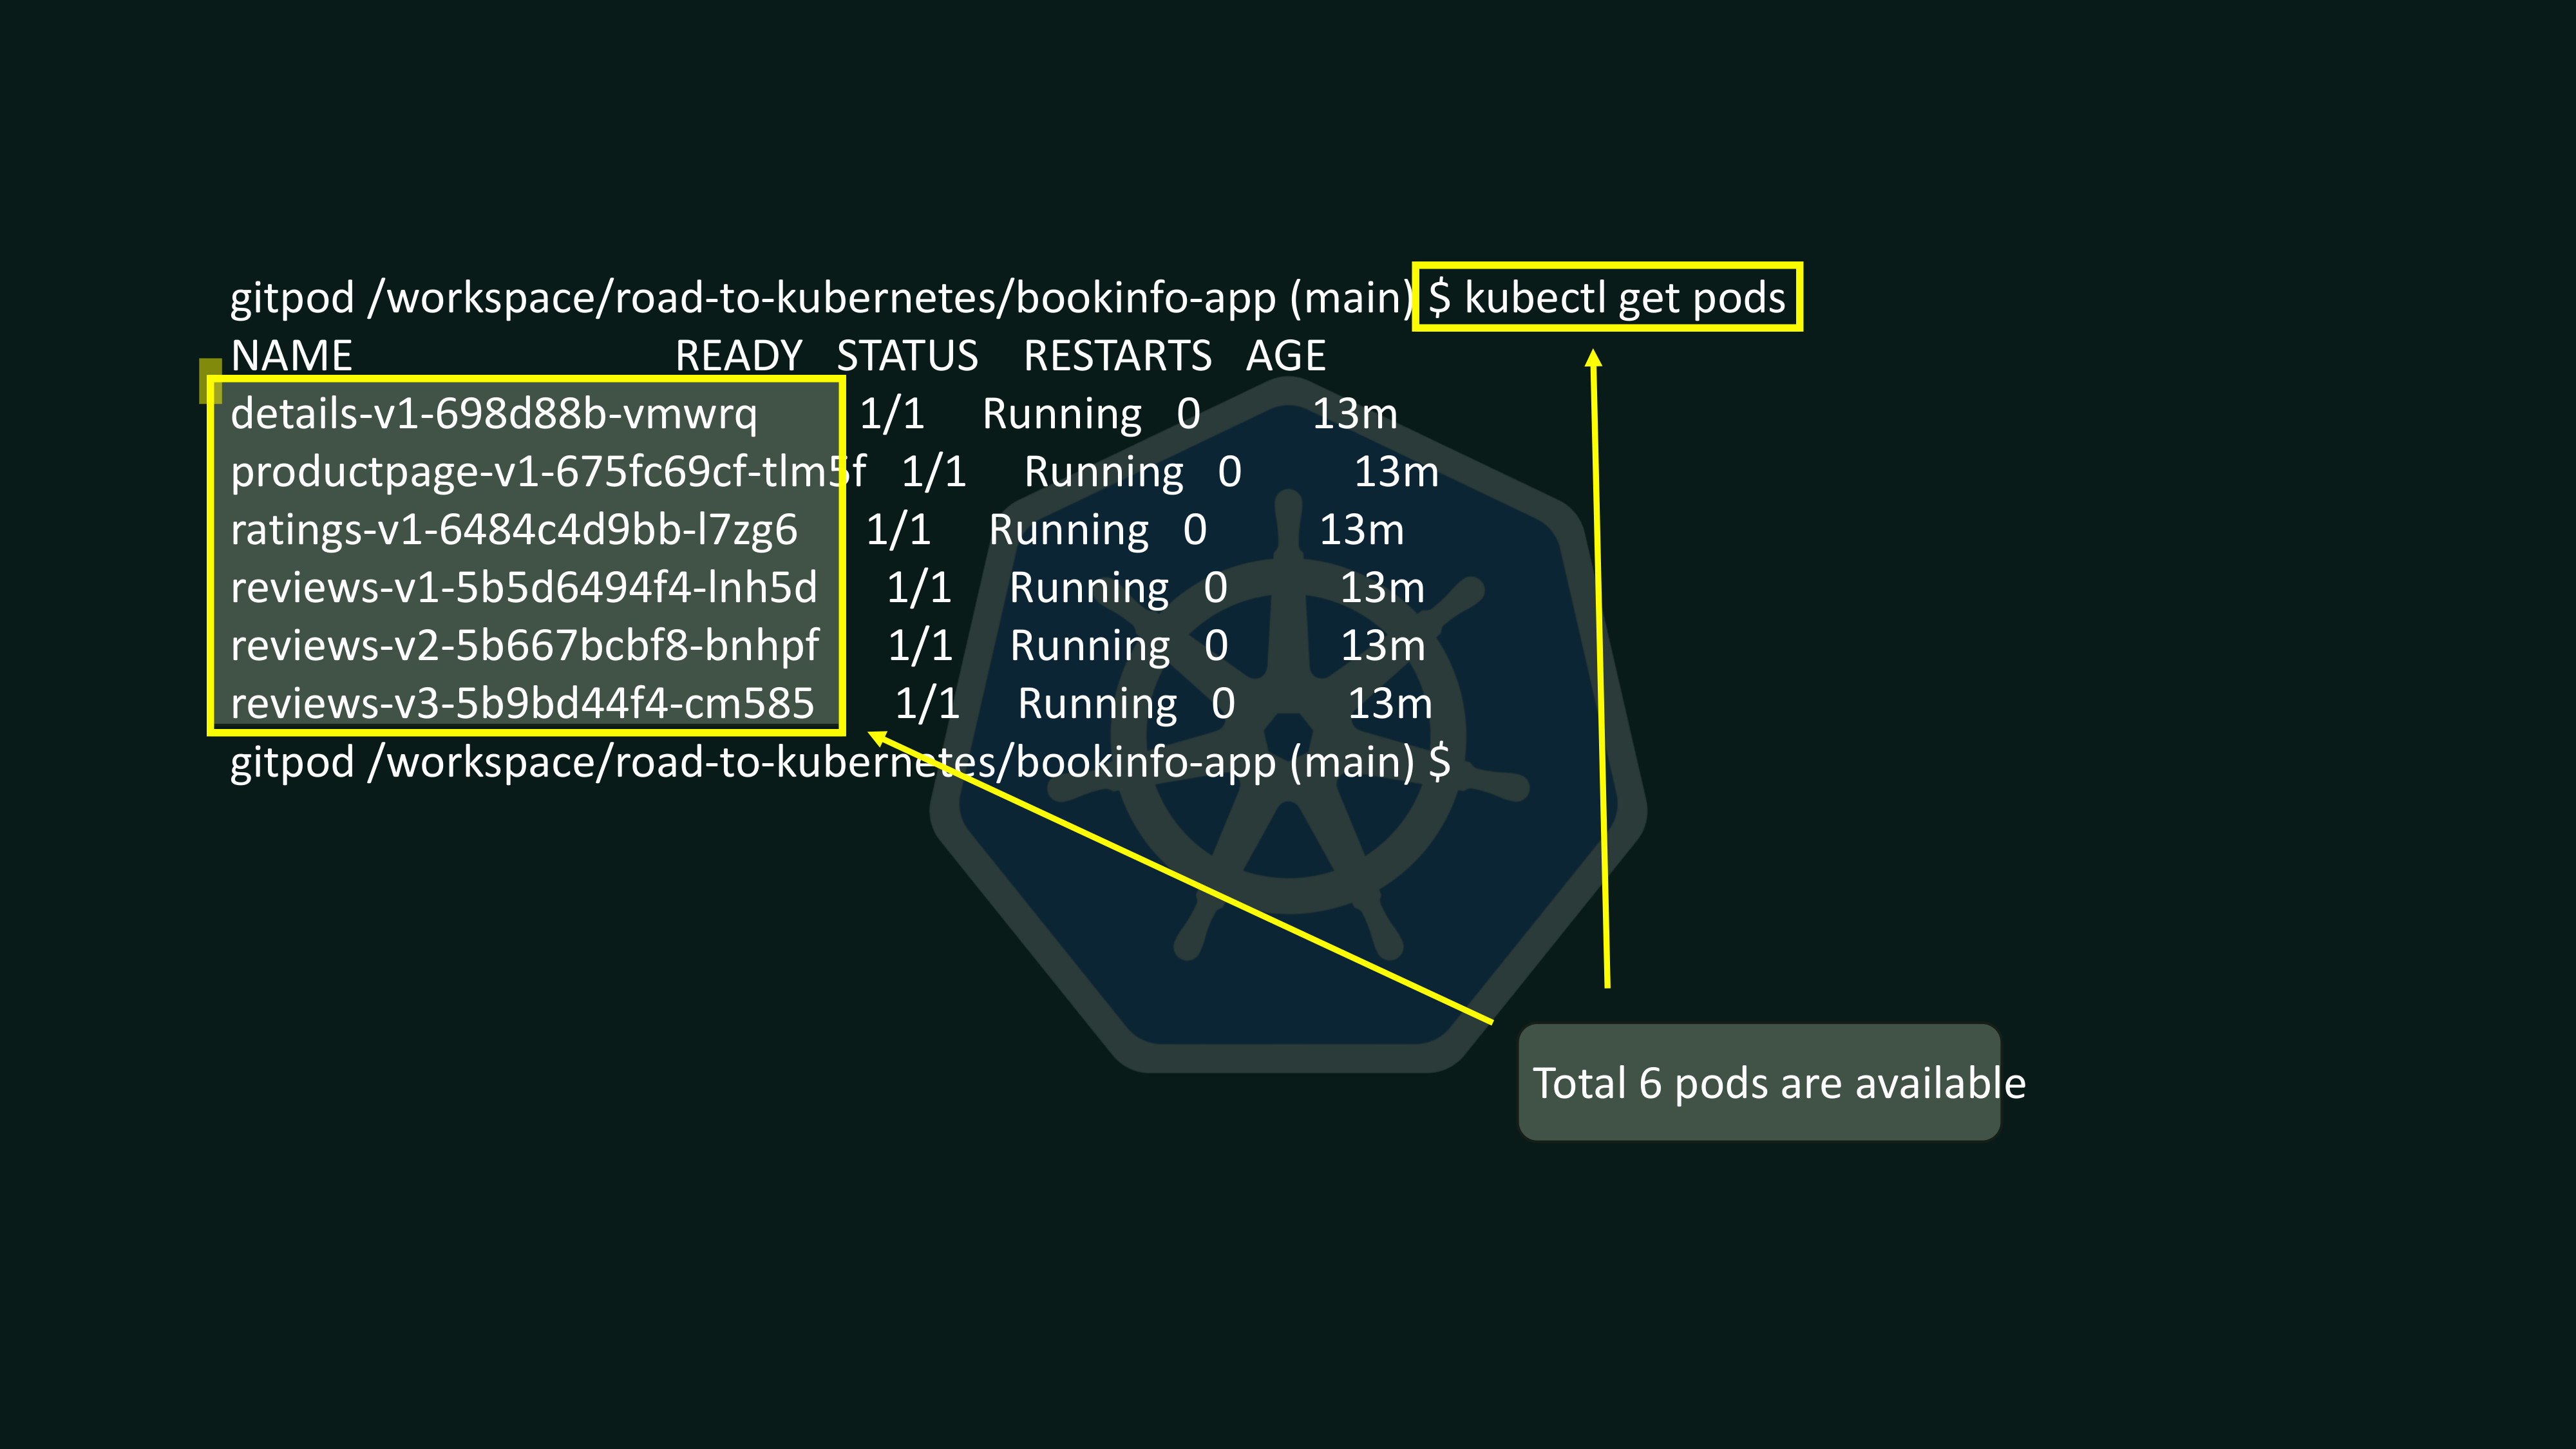 gitpod /workspace/road-to-kubernetes/bookinfo-app (main) $ kubectl get pods
NAME READY STATUS RESTARTS AGE
details-v1-698d88b-vmwrq 1/1 Running 0 13m
productpage-v1-675fc69cf-tlm5f 1/1 Running 0 13m
ratings-v1-6484c4d9bb-l7zg6 1/1 Running 0 13m
reviews-v1-5b5d6494f4-lnh5d 1/1 Running 0 13m
reviews-v2-5b667bcbf8-bnhpf 1/1 Running 0 13m
reviews-v3-5b9bd44f4-cm585 1/1 Running 0 13m
gitpod /workspace/road-to-kubernetes/bookinfo-app (main) $
Total 6 pods are available